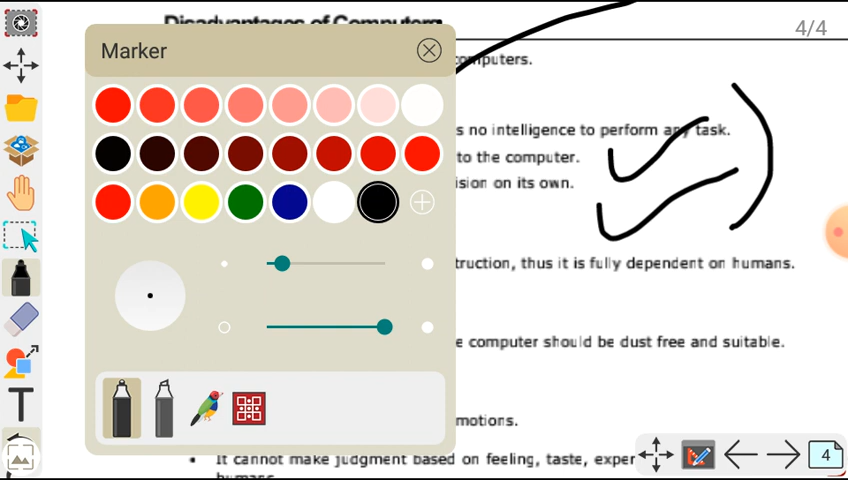 Disadvantages of Computers
4/4
Marker
computers.
s no intelligence to perform any task.
to the computer.
ision on its own.
truction, thus it is fully dependent on humans.
e computer should be dust free and suitable.
motions.
• It cannot make judgment based on feeling, taste, exper
humans.
T
4